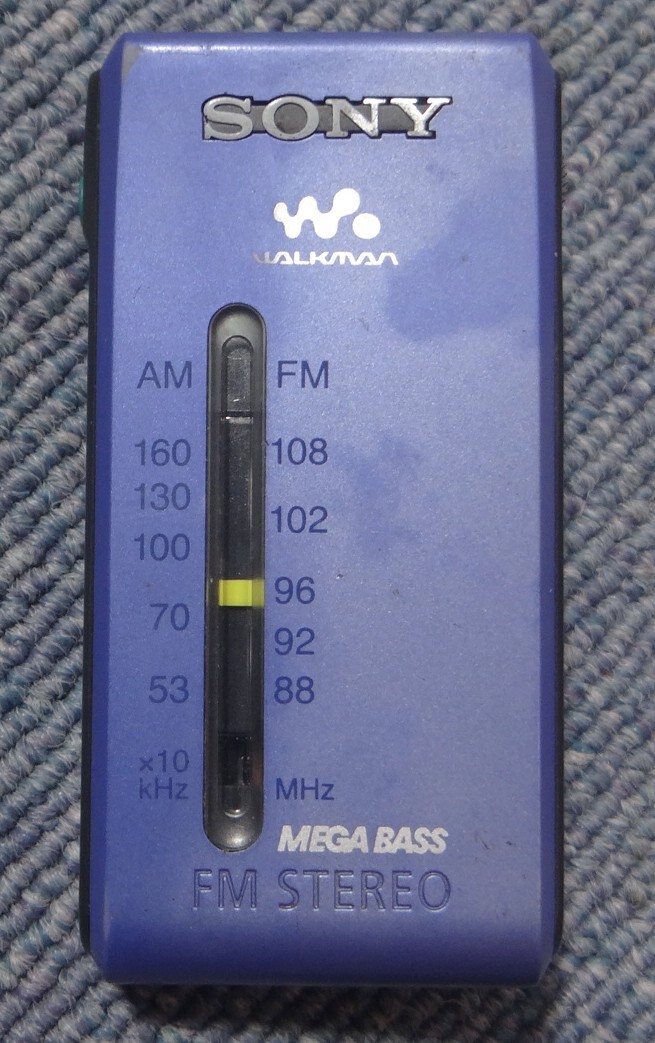 SONY
WALKMAN
AM FM
160 108
130
102
100
96
70
92
53 88
×10
kHz MHz
MEGA BASS
FM STEREO